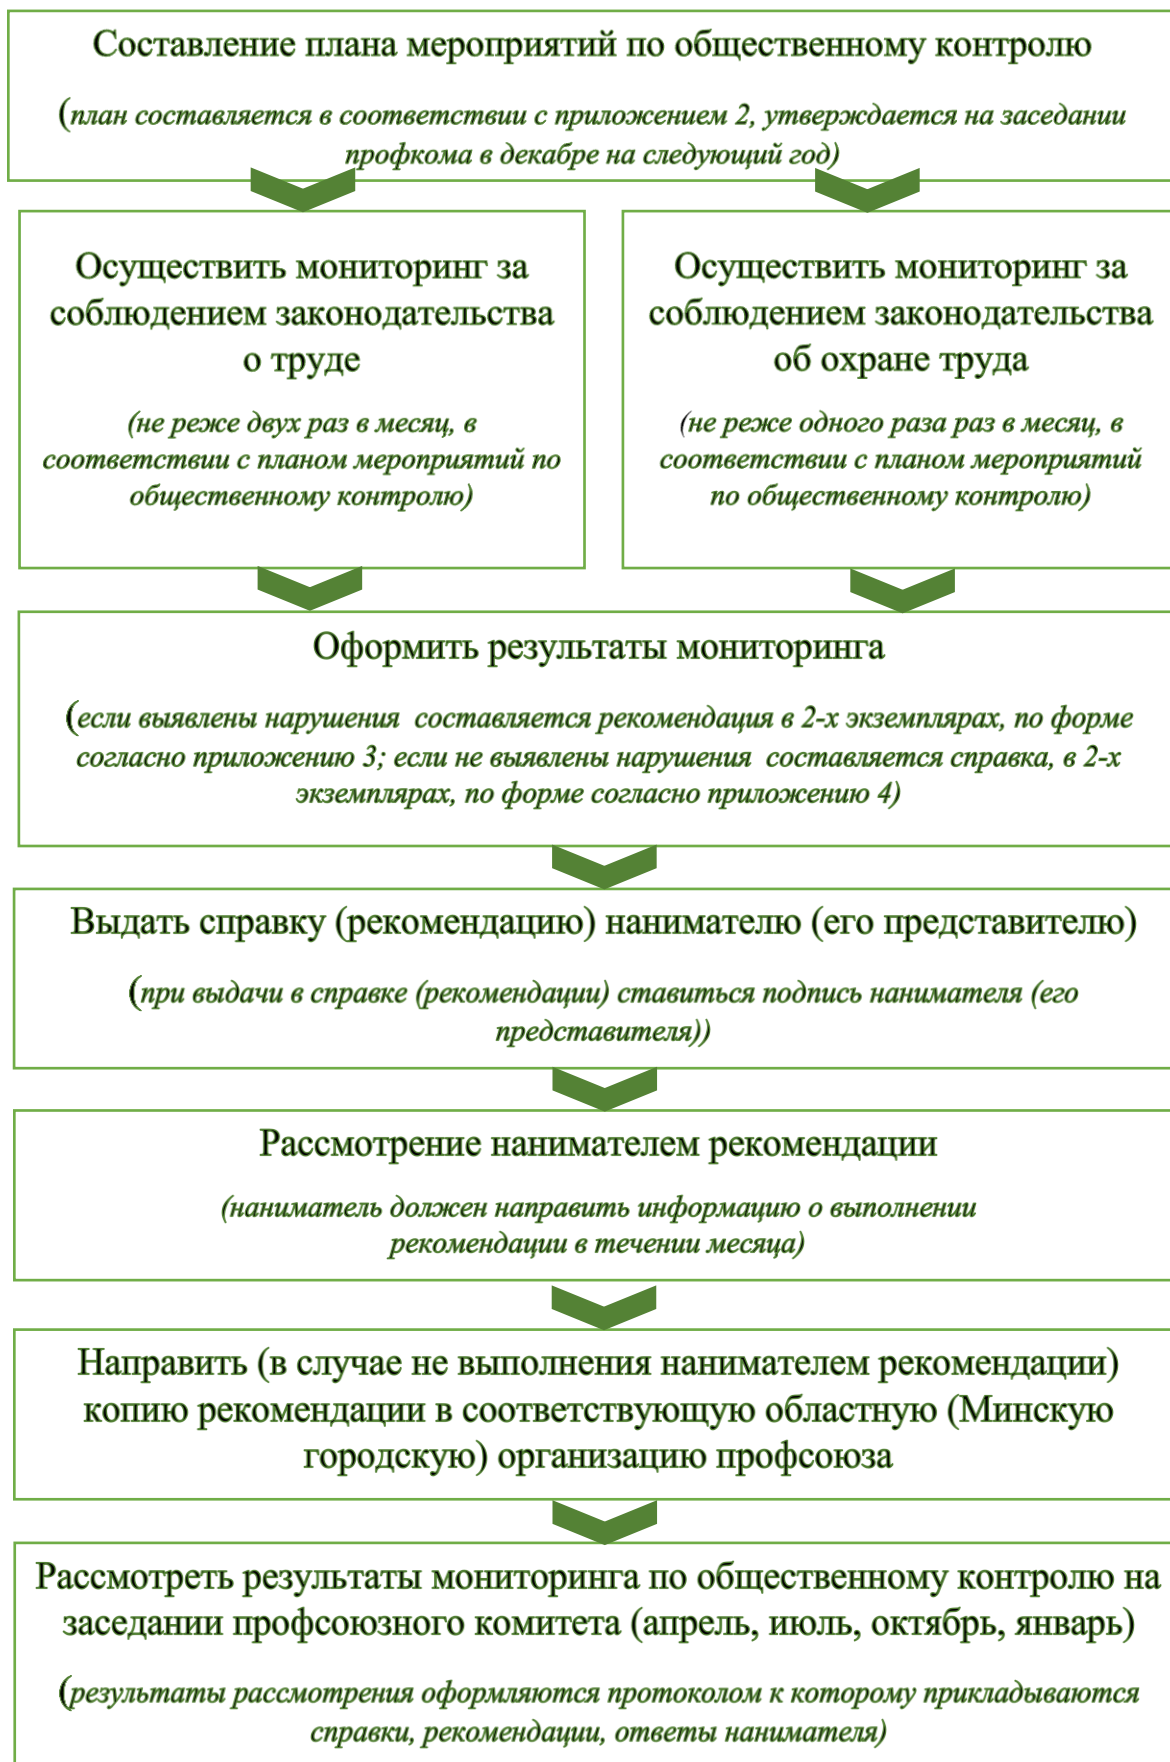 Составление плана мероприятий по общественному контролю
(план составляется в соответствии с приложением 2, утверждается на заседании
профкома в декабре на следующий год)
Осуществить мониторинг за
соблюдением законодательства
о труде
(не реже двух раз в месяц, в
соответствии с планом мероприятий по
общественному контролю)
Осуществить мониторинг за
соблюдением законодательства
об охране труда
(не реже одного раза раз в месяц, в
соответствии с планом мероприятий
по общественному контролю)
Оформить результаты мониторинга
(если выявлены нарушения составляется рекомендация в 2-х экземплярах, по форме
согласно приложению 3; если не выявлены нарушения составляется справка, в 2-х
экземплярах, по форме согласно приложению 4)
Выдать справку (рекомендацию) нанимателю (его представителю)
(при выдачи в справке (рекомендации) ставиться подпись нанимателя (его
представителя))
Рассмотрение нанимателем рекомендации
(наниматель должен направить информацию о выполнении
рекомендации в течении месяца)
Направить (в случае не выполнения нанимателем рекомендации)
копию рекомендации в соответствующую областную (Минскую
городскую) организацию профсоюза
Рассмотреть результаты мониторинга по общественному контролю на
заседании профсоюзного комитета (апрель, июль, октябрь, январь)
(результаты рассмотрения оформляются протоколом к которому прикладываются
справки, рекомендации, ответы нанимателя)